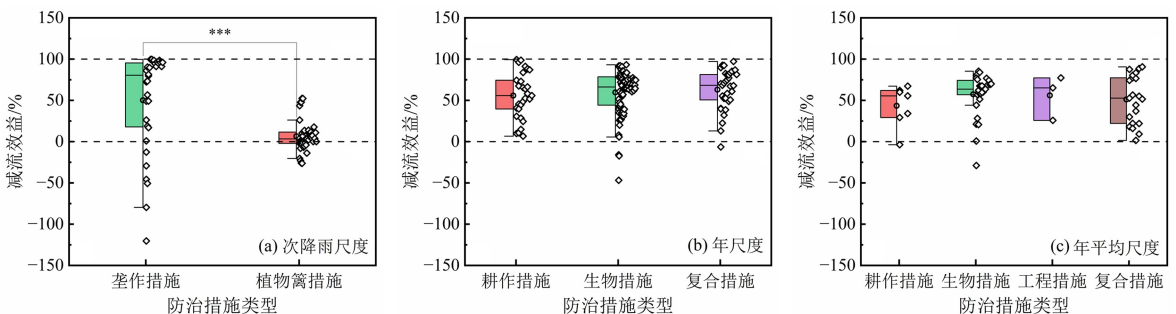 150
100
50
0
−50
−100
−150
减流效益/%
***
(a) 次降雨尺度
垄作措施 植物篱措施
防治措施类型
150
100
50
0
−50
−100
−150
减流效益/%
(b) 年尺度
耕作措施 生物措施 复合措施
防治措施类型
150
100
50
0
−50
−100
−150
减流效益/%
(c) 年平均尺度
耕作措施 生物措施 工程措施 复合措施
防治措施类型